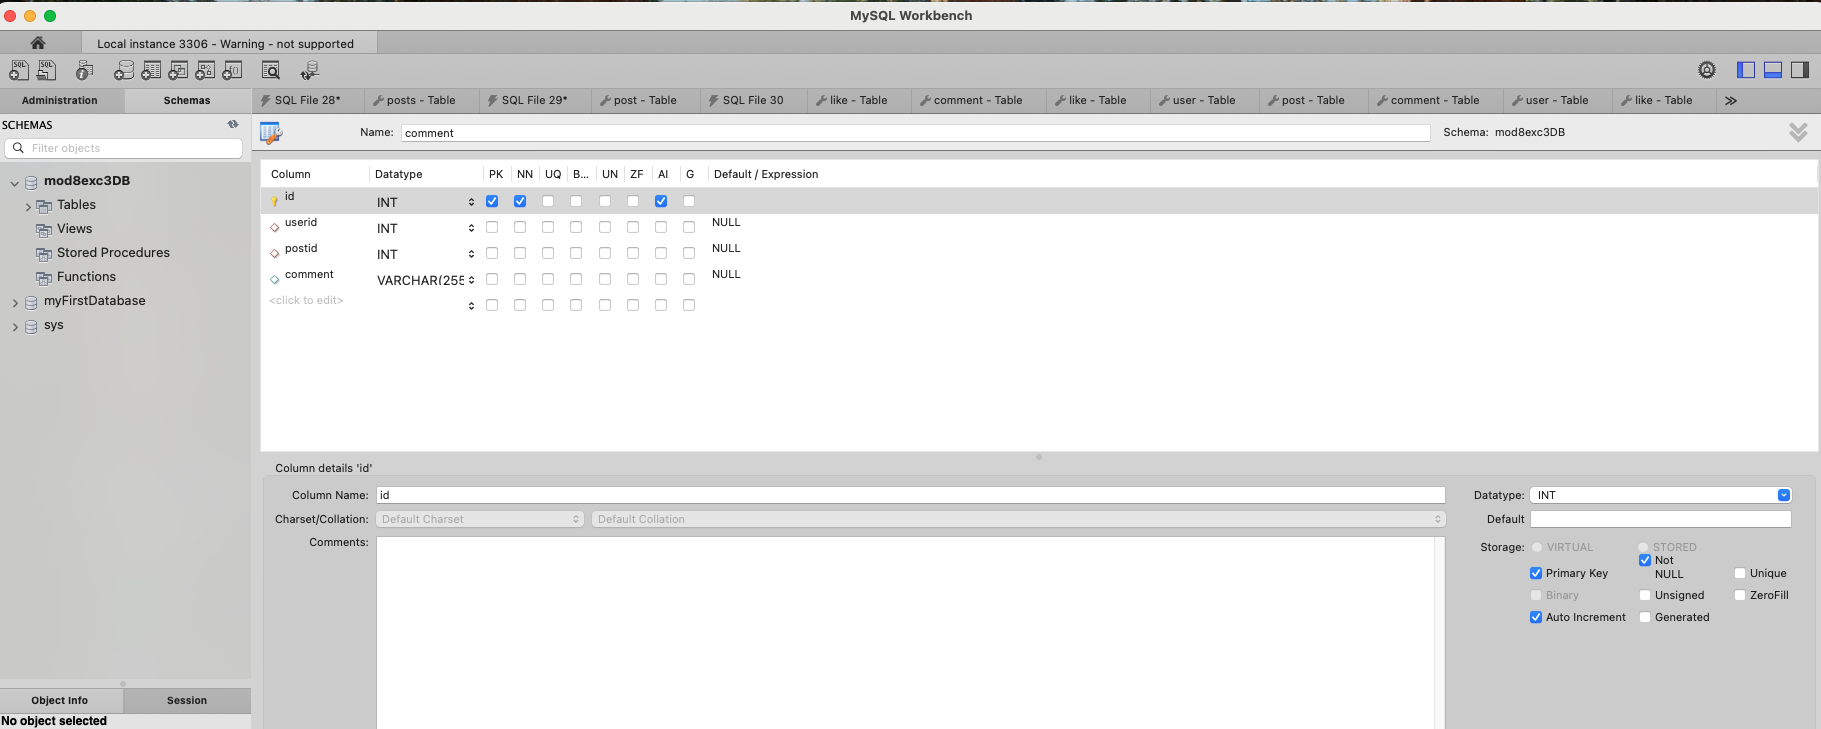 MySQL Workbench
Local instance 3306 - Warning - not supported
SQL SQL
Administration Schemas SQL File 28* posts - Table SQL File 29* post - Table SQL File 30 like - Table comment - Table like - Table user - Table post - Table comment - Table user - Table like - Table
SCHEMAS
Filter objects
mod8exc3DB
Tables
Views
Stored Procedures
Functions
myFirstDatabase
sys
Object Info Session
No object selected
Name: comment Schema: mod8exc3DB
Column Datatype PK NN UQ B... UN ZF AI G Default / Expression
id INT
userid INT NULL
postid INT NULL
comment VARCHAR(255 NULL
<click to edit>
Column details 'id'
Column Name: id Datatype: INT
Charset/Collation: Default Charset Default Collation Default
Comments: Storage: VIRTUAL STORED
Primary Key Not NULL Unique
Binary Unsigned ZeroFill
Auto Increment Generated